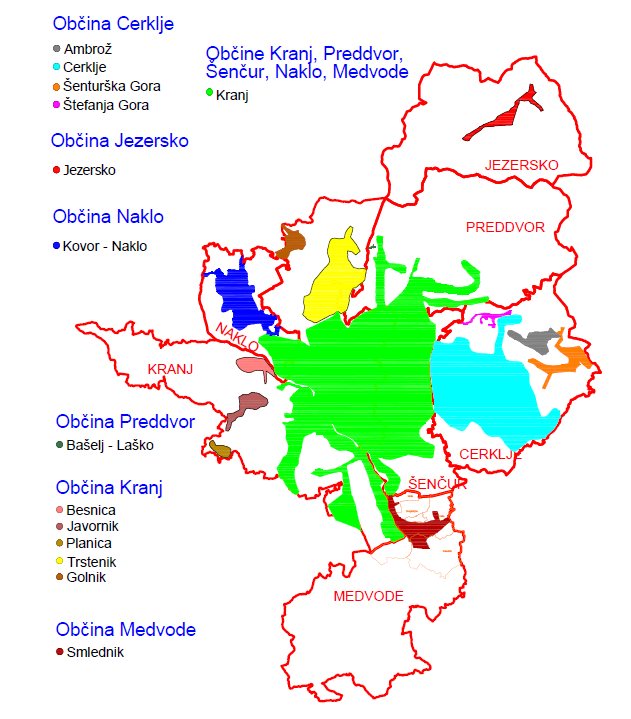 Občina Cerklje
Ambrož
Cerklje
Šenturška Gora
Štefanja Gora
Občine Kranj, Preddvor,
Šenčur, Naklo, Medvode
Kranj
Občina Jezersko
Jezersko
Občina Naklo
Kovor - Naklo
JEZERSKO
PREDDVOR
NAKLO
KRANJ
CERKLJE
ŠENČUR
MEDVODE
Občina Preddvor
Bašelj - Laško
Občina Kranj
Besnica
Javornik
Planica
Trstenik
Golnik
Občina Medvode
Smlednik